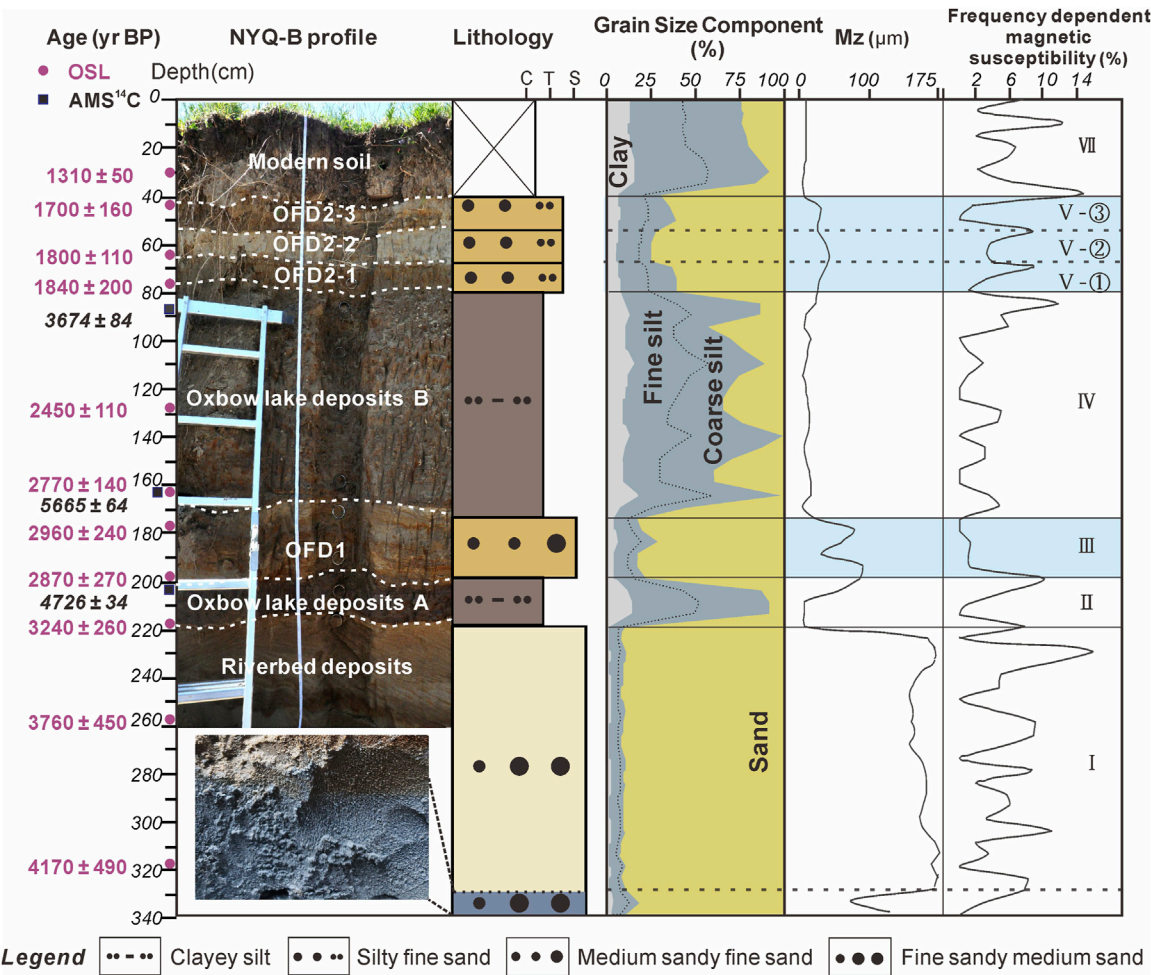 Age (yr BP)
OSL
AMS¹⁴C
NYQ-B profile
Depth(cm)
Lithology
C T S
Grain Size Component
(%)
0 25 50 75 100
Mz (μm)
0 100 175
Frequency dependent
magnetic
susceptibility (%)
2 6 10 14
0
20
40
60
80
100
120
140
160
180
200
220
240
260
280
300
320
340
1310 ± 50
1700 ± 160
1800 ± 110
1840 ± 200
3674 ± 84
2450 ± 110
2770 ± 140
5665 ± 64
2960 ± 240
2870 ± 270
4726 ± 34
3240 ± 260
3760 ± 450
4170 ± 490
Modern soil
OFD2-3
OFD2-2
OFD2-1
Oxbow lake deposits B
OFD1
Oxbow lake deposits A
Riverbed deposits
Clay
Fine silt
Coarse silt
Sand
Ⅶ
Ⅴ-③
Ⅴ-②
Ⅴ-①
Ⅳ
Ⅲ
Ⅱ
Ⅰ
Legend
Clayey silt
Silty fine sand
Medium sandy fine sand
Fine sandy medium sand